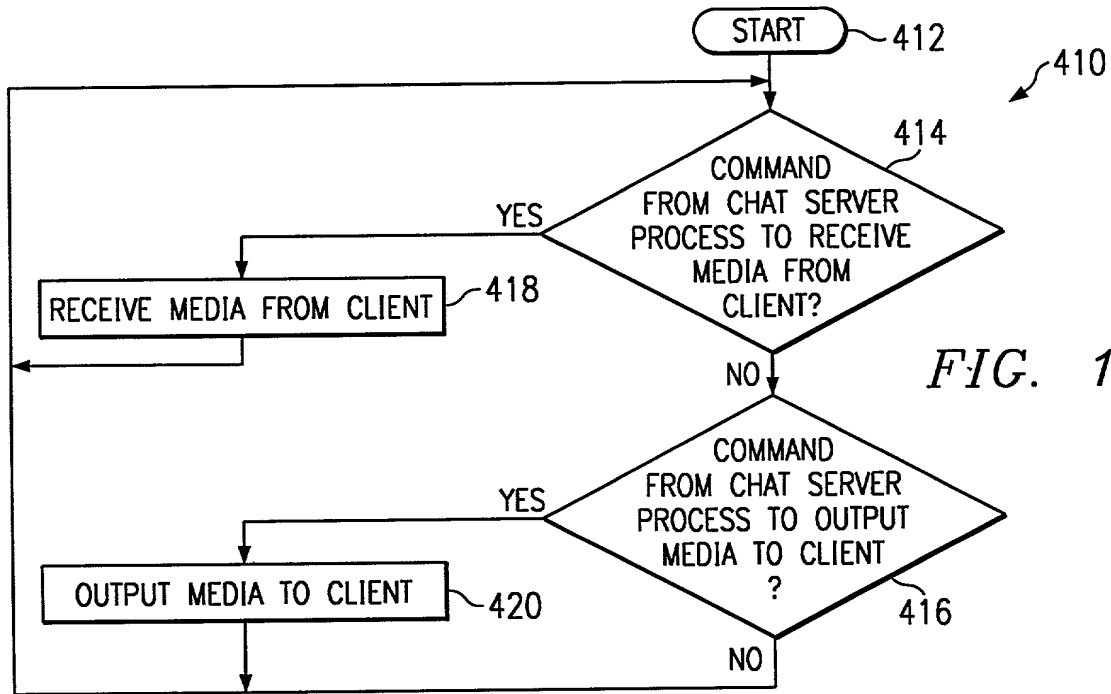 START
412
410
414
COMMAND
FROM CHAT SERVER
PROCESS TO RECEIVE
MEDIA FROM
CLIENT?
YES
RECEIVE MEDIA FROM CLIENT
418
NO
FIG. 1
COMMAND
FROM CHAT SERVER
PROCESS TO OUTPUT
MEDIA TO CLIENT
?
YES
OUTPUT MEDIA TO CLIENT
420
416
NO